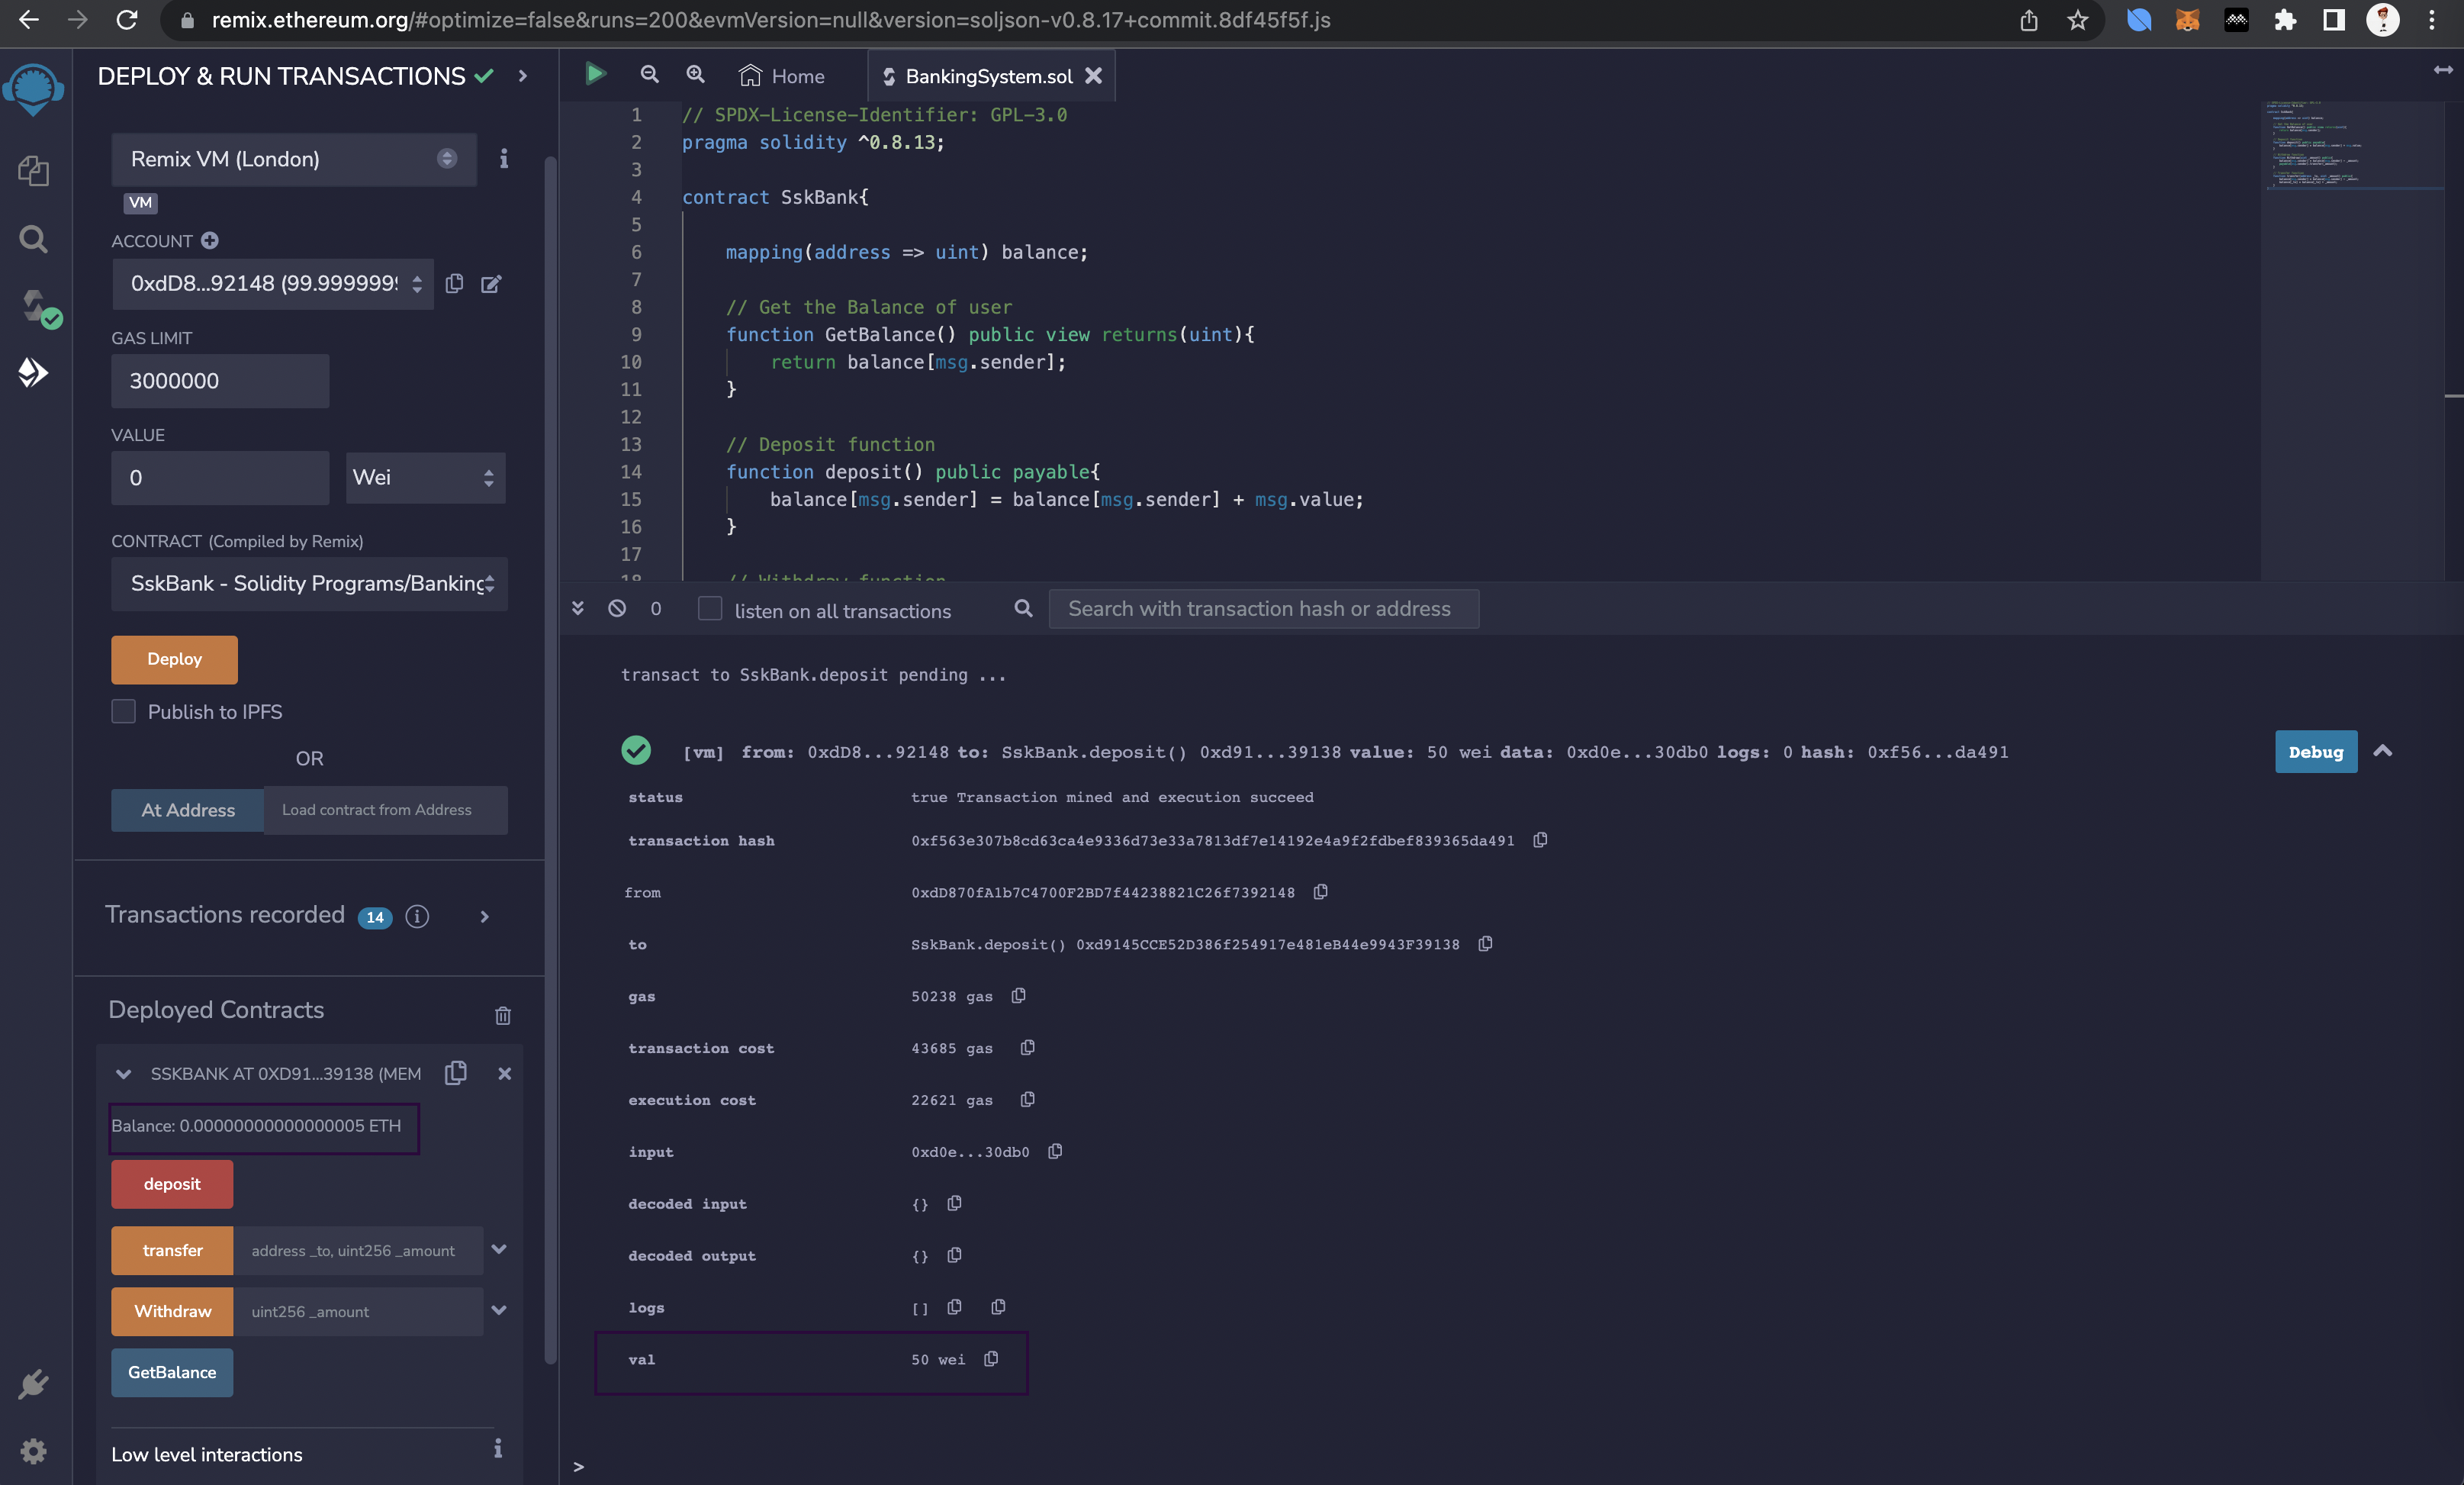 remix.ethereum.org/#optimize=false&runs=200&evmVersion=null&version=soljson-v0.8.17+commit.8df45f5f.js
DEPLOY & RUN TRANSACTIONS
Remix VM (London)
VM
ACCOUNT
0xdD8...92148 (99.9999999
GAS LIMIT
3000000
VALUE
0
Wei
CONTRACT (Compiled by Remix)
SskBank - Solidity Programs/Banking
Deploy
Publish to IPFS
OR
At Address
Load contract from Address
Transactions recorded 14
Deployed Contracts
SSKBANK AT 0XD91...39138 (MEM
Balance: 0.00000000000000005 ETH
deposit
transfer
address _to, uint256 _amount
Withdraw
uint256 _amount
GetBalance
Low level interactions
Home
BankingSystem.sol
1 // SPDX-License-Identifier: GPL-3.0
2 pragma solidity ^0.8.13;
3
4 contract SskBank{
5
6 mapping(address => uint) balance;
7
8 // Get the Balance of user
9 function GetBalance() public view returns(uint){
10 return balance[msg.sender];
11 }
12
13 // Deposit function
14 function deposit() public payable{
15 balance[msg.sender] = balance[msg.sender] + msg.value;
16 }
17
18 // Withdraw function
0
listen on all transactions
Search with transaction hash or address
transact to SskBank.deposit pending ...
[vm] from: 0xdD8...92148 to: SskBank.deposit() 0xd91...39138 value: 50 wei data: 0xd0e...30db0 logs: 0 hash: 0xf56...da491
Debug
status true Transaction mined and execution succeed
transaction hash 0xf563e307b8cd63ca4e9336d73e33a7813df7e14192e4a9f2fdbef839365da491
from 0xdD870fA1b7C4700F2BD7f44238821C26f7392148
to SskBank.deposit() 0xd9145CCE52D386f254917e481eB44e9943F39138
gas 50238 gas
transaction cost 43685 gas
execution cost 22621 gas
input 0xd0e...30db0
decoded input {}
decoded output {}
logs []
val 50 wei
>